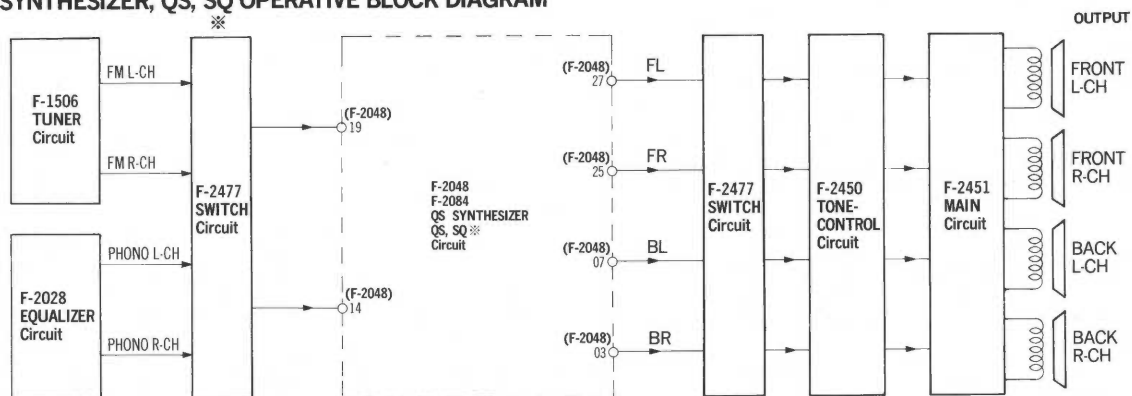 SYNTHESIZER, QS, SQ OPERATIVE BLOCK DIAGRAM
※
OUTPUT
F-1506
TUNER
Circuit
FM L-CH
FM R-CH
F-2028
EQUALIZER
Circuit
PHONO L-CH
PHONO R-CH
F-2477
SWITCH
Circuit
(F-2048)
19
(F-2048)
14
F-2048
F-2084
QS SYNTHESIZER
QS, SQ ※
Circuit
(F-2048)
27
FL
(F-2048)
25
FR
(F-2048)
07
BL
(F-2048)
03
BR
F-2477
SWITCH
Circuit
F-2450
TONE-
CONTROL
Circuit
F-2451
MAIN
Circuit
FRONT
L-CH
FRONT
R-CH
BACK
L-CH
BACK
R-CH